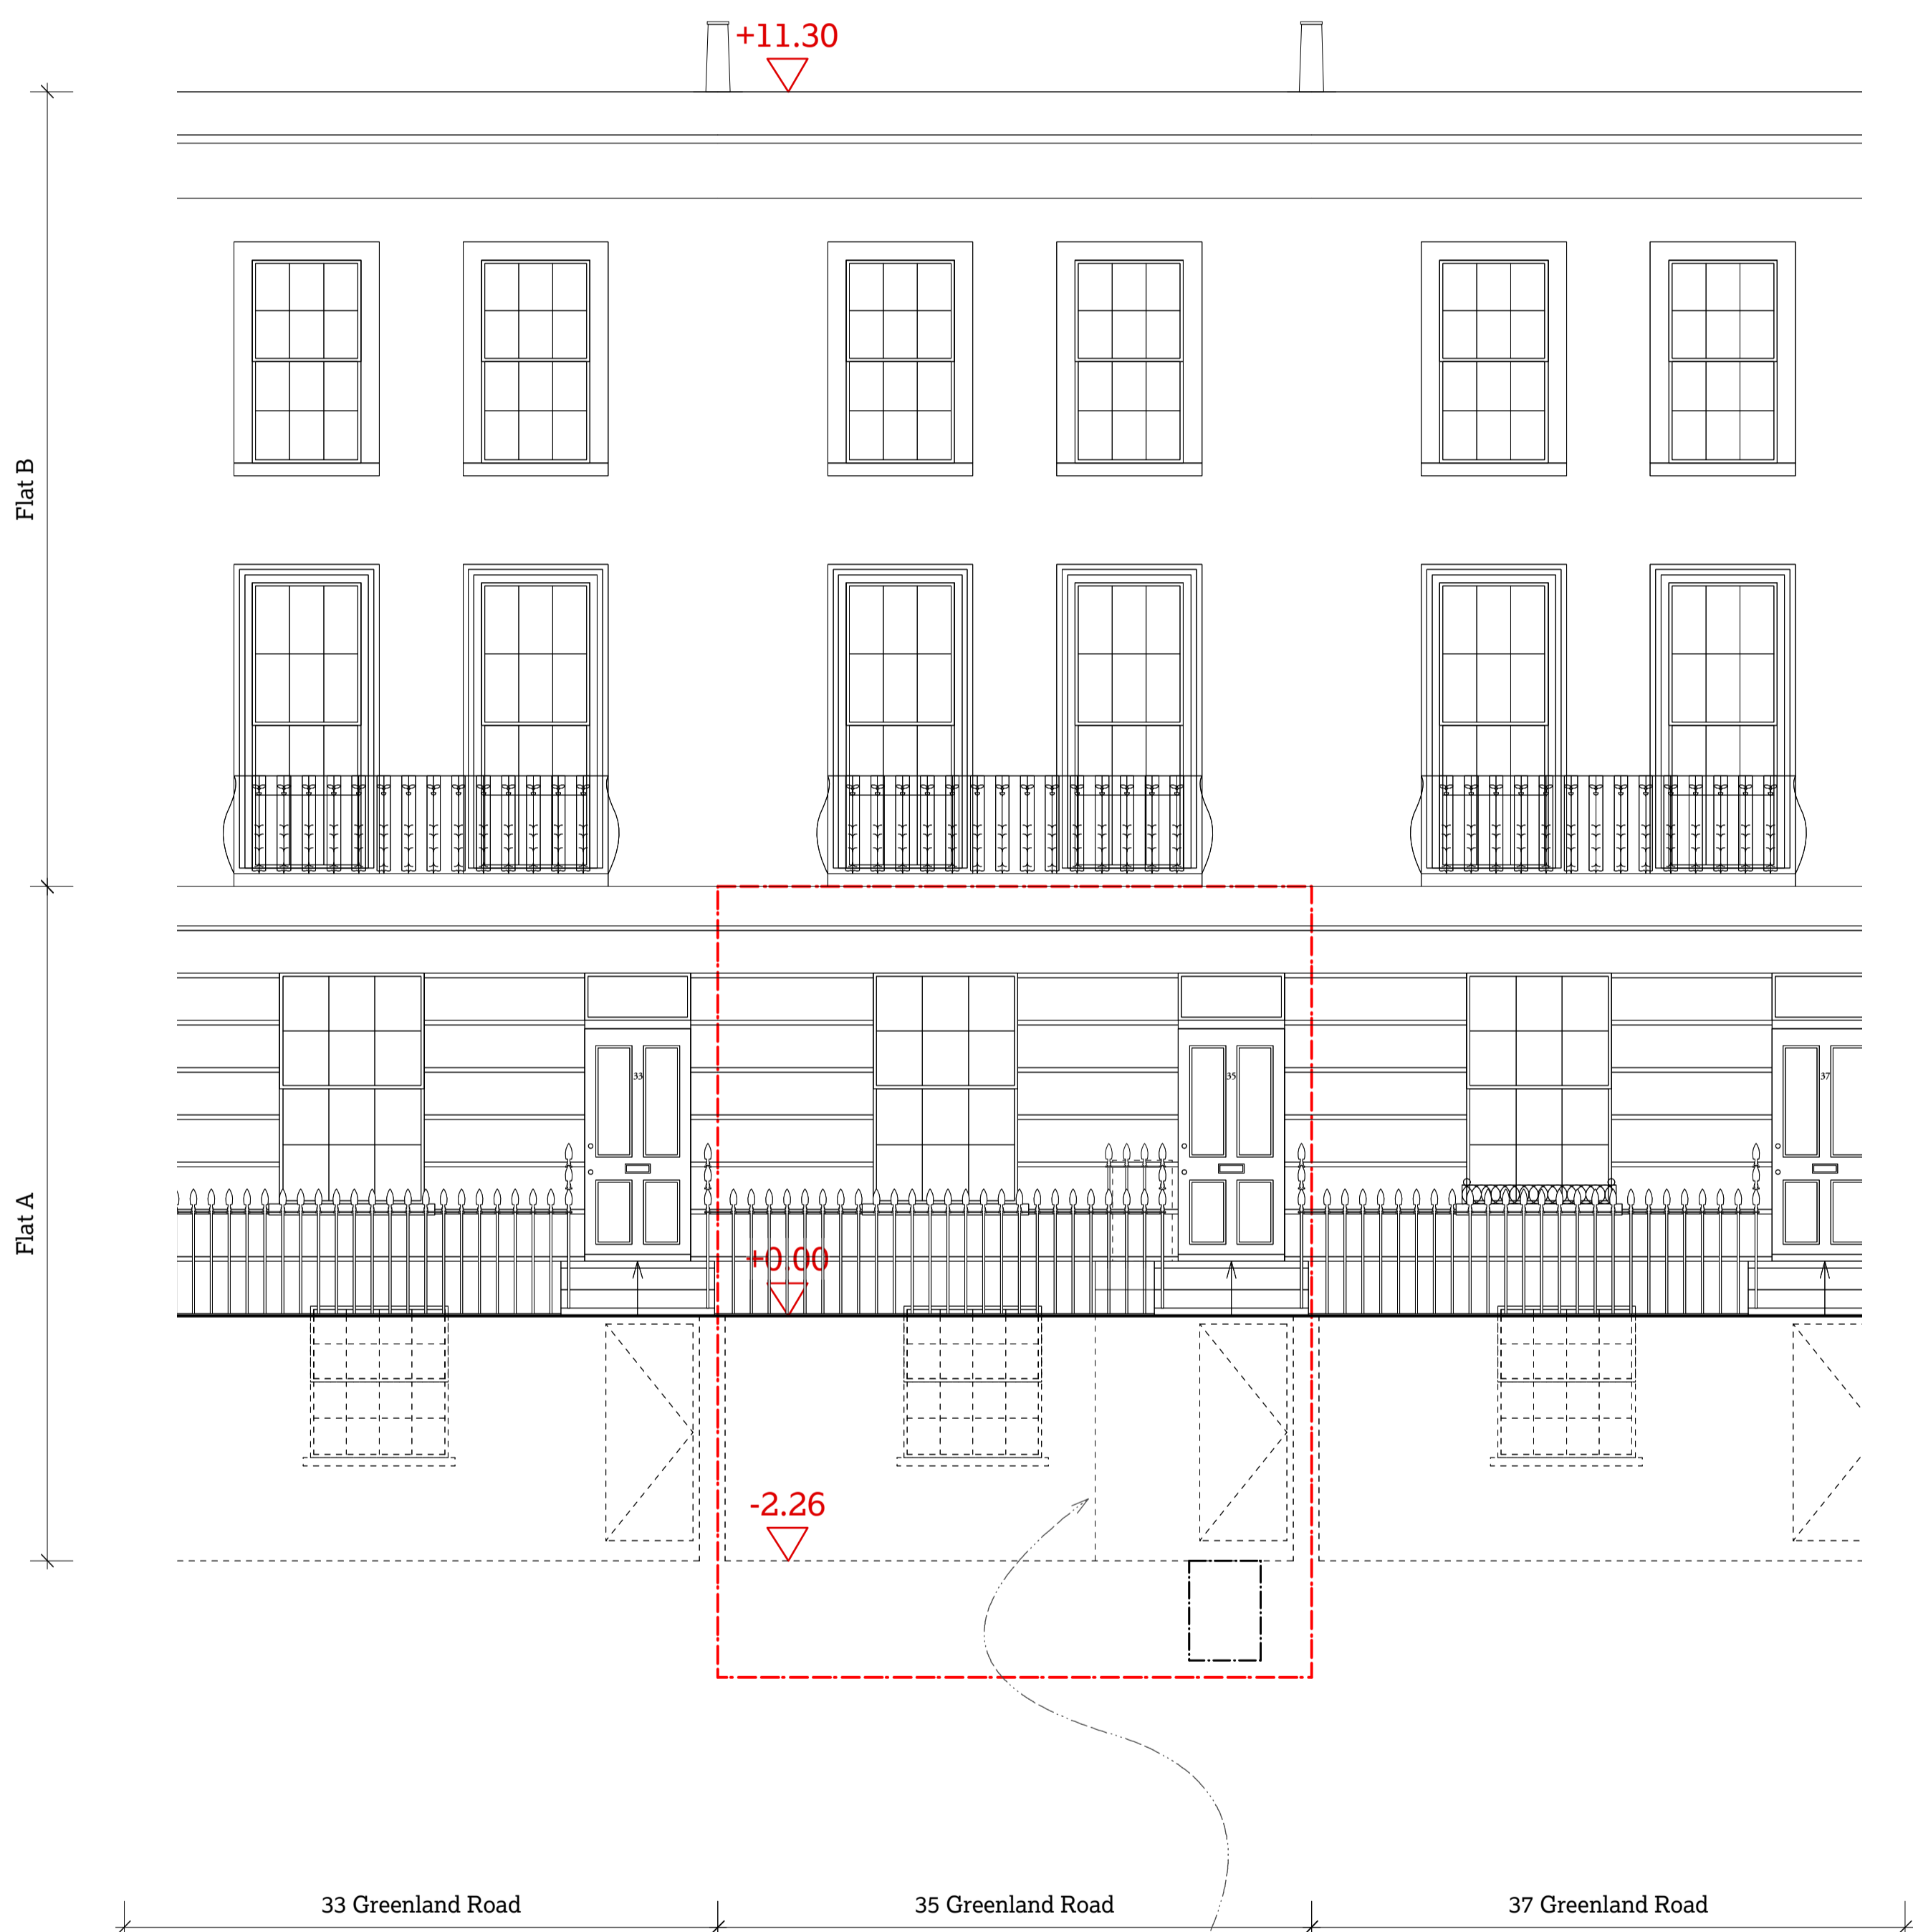 +11.30
Flat B
33
35
37
Flat A
+0.00
-2.26
33 Greenland Road
35 Greenland Road
37 Greenland Road